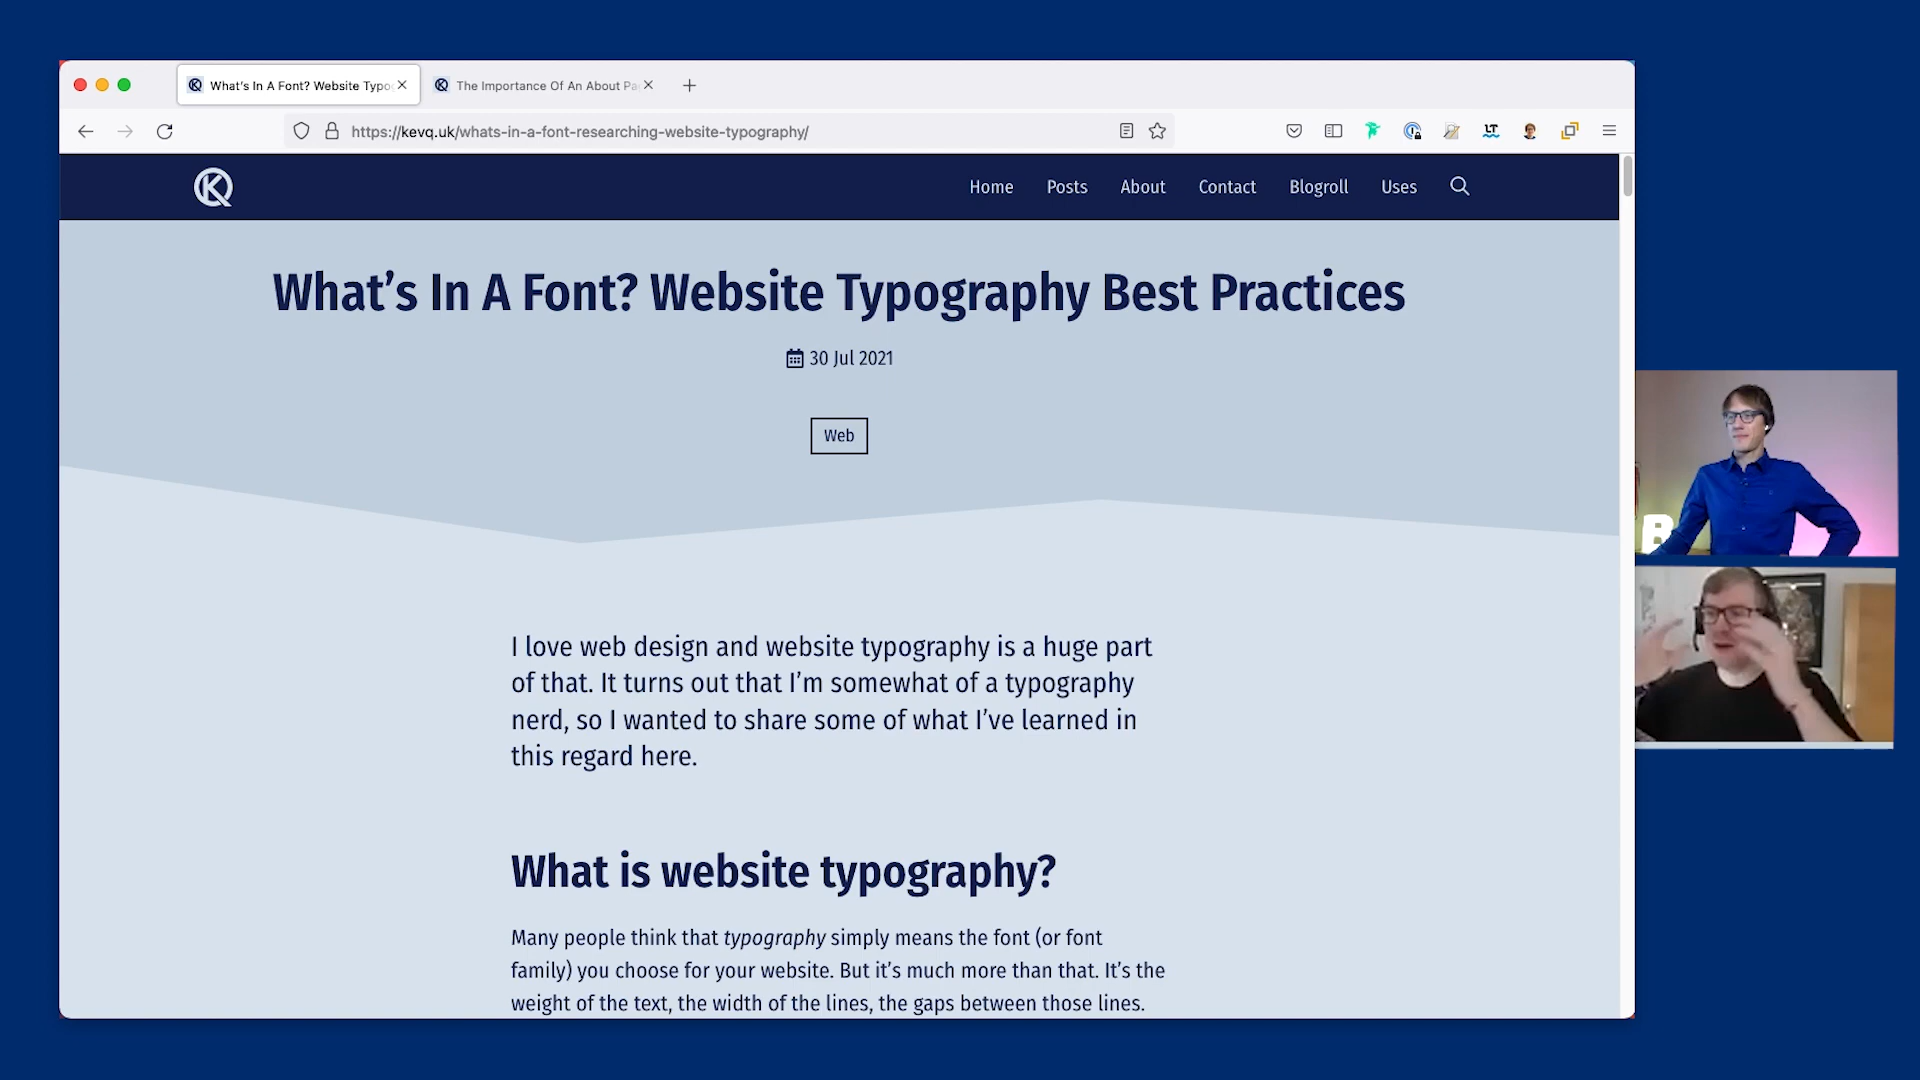 What's In A Font? Website Typo
The Importance Of An About Pa
https://kevq.uk/whats-in-a-font-researching-website-typography/
LT
K
Home
Posts
About
Contact
Blogroll
Uses
What’s In A Font? Website Typography Best Practices
30 Jul 2021
Web
I love web design and website typography is a huge part
of that. It turns out that I’m somewhat of a typography
nerd, so I wanted to share some of what I’ve learned in
this regard here.
What is website typography?
Many people think that typography simply means the font (or font
family) you choose for your website. But it’s much more than that. It’s the
weight of the text, the width of the lines, the gaps between those lines.
B